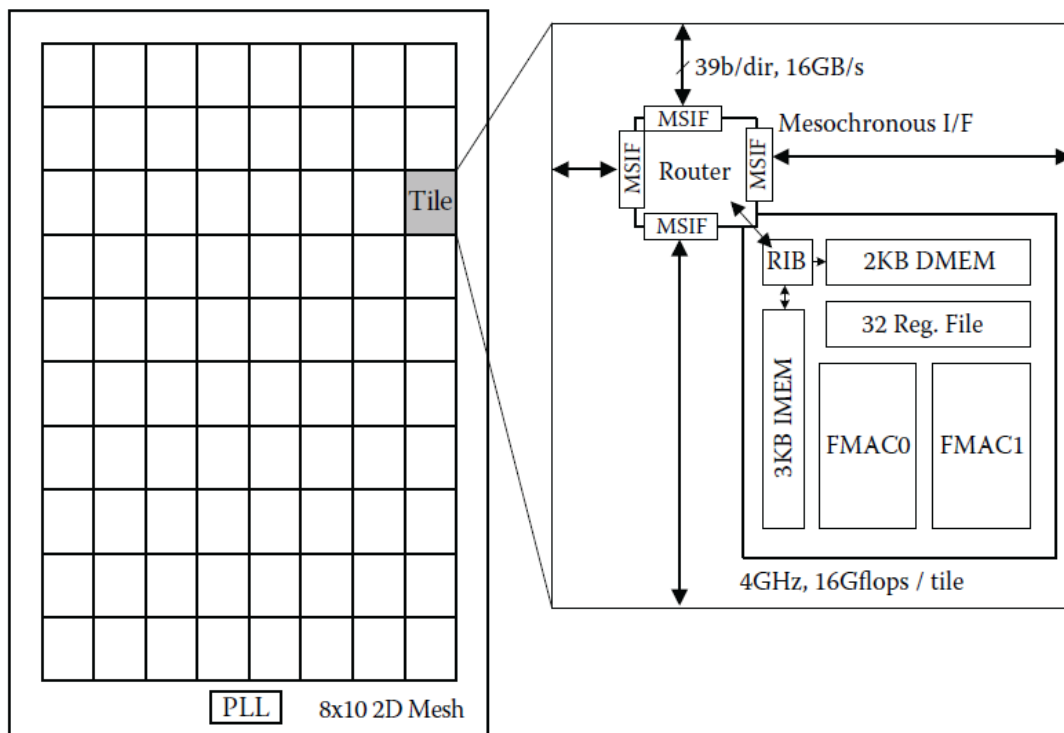 Tile
PLL
8x10 2D Mesh
39b/dir, 16GB/s
MSIF
MSIF
Router
MSIF
MSIF
Mesochronous I/F
RIB
2KB DMEM
32 Reg. File
3KB IMEM
FMAC0
FMAC1
4GHz, 16Gflops / tile